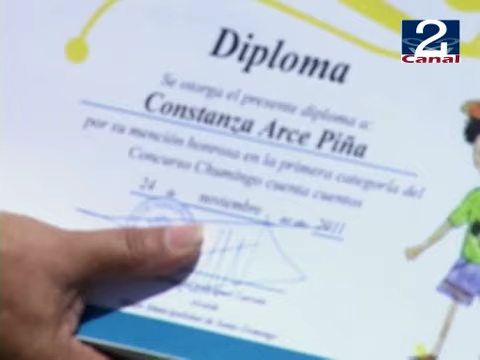 2
Canal
Diploma
Se otorga el presente diploma a:
Constanza Arce Piña
por su mención honrosa en la primera categoría del
Concurso Chumingo cuenta cuentos
24 noviembre 2011
Alcalde